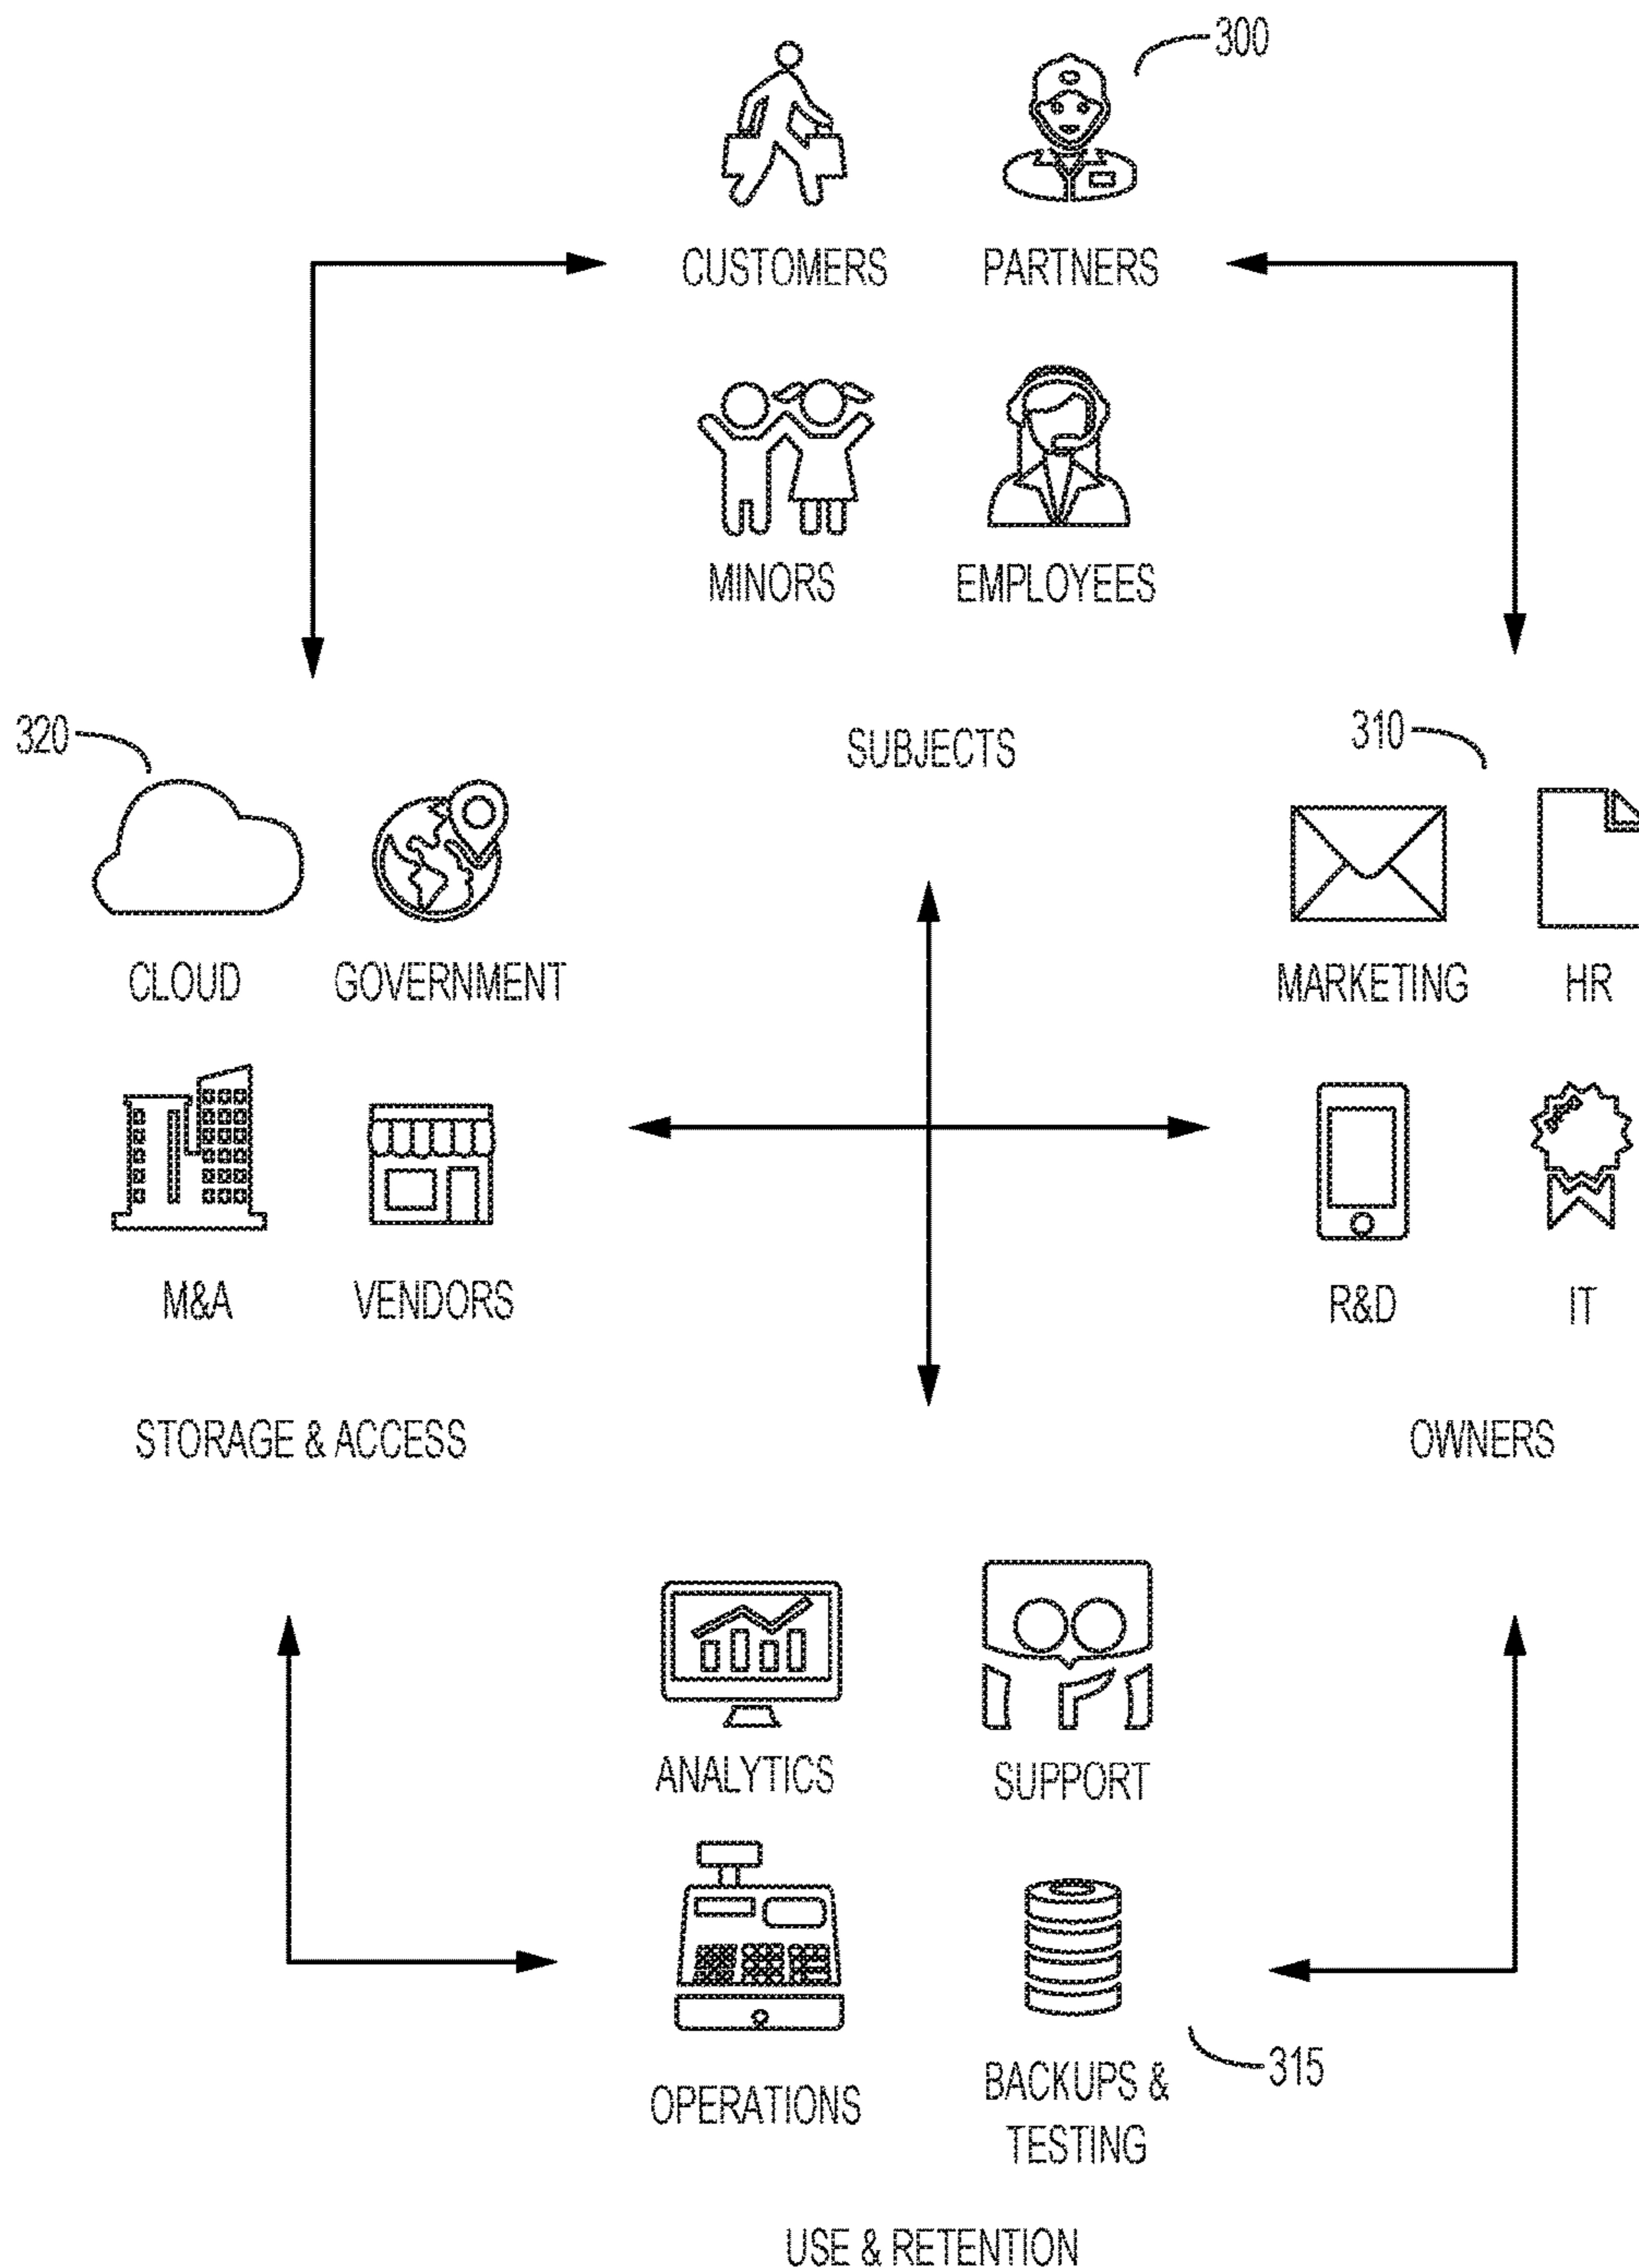 300
CUSTOMERS
PARTNERS
MINORS
EMPLOYEES
SUBJECTS
320
CLOUD
GOVERNMENT
M&A
VENDORS
STORAGE & ACCESS
310
MARKETING
HR
R&D
IT
OWNERS
ANALYTICS
SUPPORT
OPERATIONS
BACKUPS &
TESTING
315
USE & RETENTION